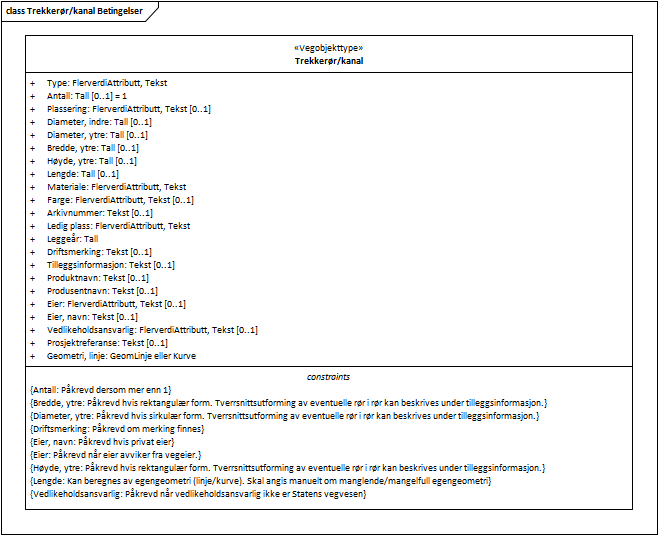 class Trekkerør/kanal Betingelser
«Vegobjekttype»
Trekkerør/kanal
+ Type: FlerverdiAttributt, Tekst
+ Antall: Tall [0..1] = 1
+ Plassering: FlerverdiAttributt, Tekst [0..1]
+ Diameter, indre: Tall [0..1]
+ Diameter, ytre: Tall [0..1]
+ Bredde, ytre: Tall [0..1]
+ Høyde, ytre: Tall [0..1]
+ Lengde: Tall [0..1]
+ Materiale: FlerverdiAttributt, Tekst
+ Farge: FlerverdiAttributt, Tekst [0..1]
+ Arkivnummer: Tekst [0..1]
+ Ledig plass: FlerverdiAttributt, Tekst
+ Leggeår: Tall
+ Driftsmerking: Tekst [0..1]
+ Tilleggsinformasjon: Tekst [0..1]
+ Produktnavn: Tekst [0..1]
+ Produsentnavn: Tekst [0..1]
+ Eier: FlerverdiAttributt, Tekst [0..1]
+ Eier, navn: Tekst [0..1]
+ Vedlikeholdsansvarlig: FlerverdiAttributt, Tekst [0..1]
+ Prosjektreferanse: Tekst [0..1]
+ Geometri, linje: GeomLinje eller Kurve
constraints
{Antall: Påkrevd dersom mer enn 1}
{Bredde, ytre: Påkrevd hvis rektangulær form. Tverrsnittsutforming av eventuelle rør i rør kan beskrives under tilleggsinformasjon.}
{Diameter, ytre: Påkrevd hvis sirkulær form. Tverrsnittsutforming av eventuelle rør i rør kan beskrives under tilleggsinformasjon.}
{Driftsmerking: Påkrevd om merking finnes}
{Eier, navn: Påkrevd hvis privat eier}
{Eier: Påkrevd når eier avviker fra vegeier.}
{Høyde, ytre: Påkrevd hvis rektangulær form. Tverrsnittsutforming av eventuelle rør i rør kan beskrives under tilleggsinformasjon.}
{Lengde: Kan beregnes av egengeometri (linje/kurve). Skal angis manuelt om manglende/mangelfull egengeometri}
{Vedlikeholdsansvarlig: Påkrevd når vedlikeholdsansvarlig ikke er Statens vegvesen}